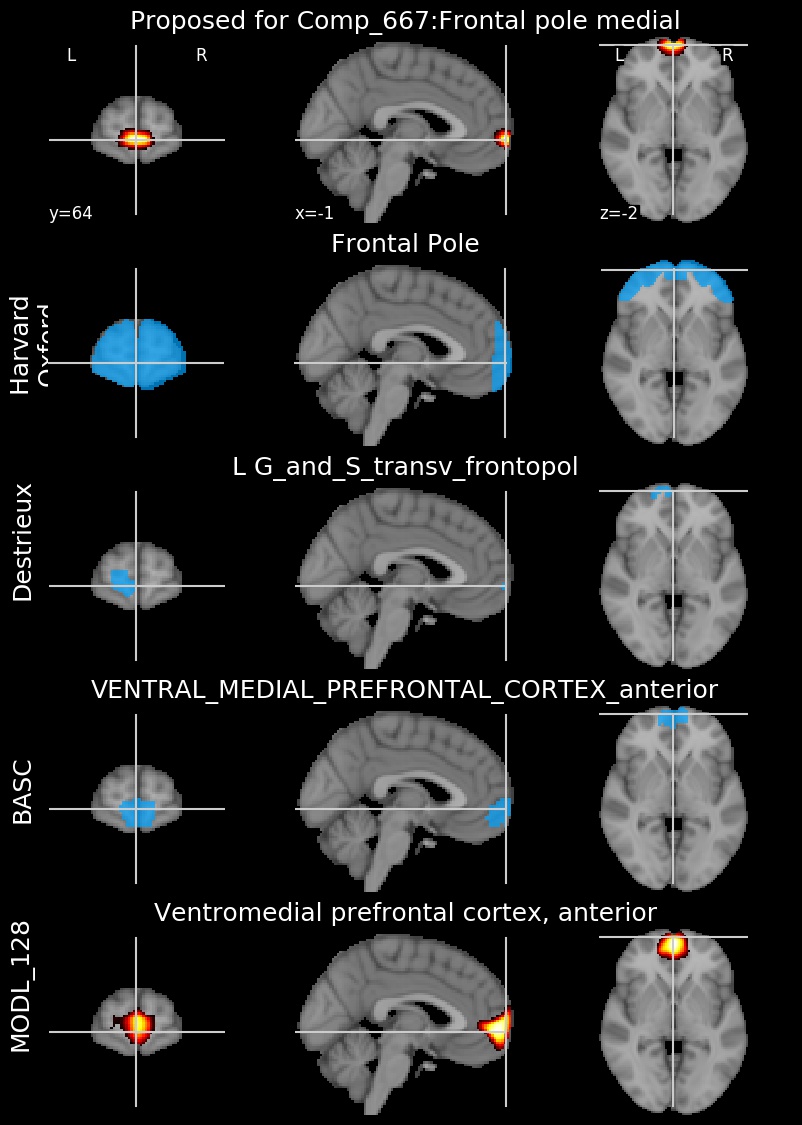 Proposed for Comp_667:Frontal pole medial
L R
L R
y=64 x=-1 z=-2
Frontal Pole
Harvard
Oxford
L G_and_S_transv_frontopol
Destrieux
VENTRAL_MEDIAL_PREFRONTAL_CORTEX_anterior
BASC
Ventromedial prefrontal cortex, anterior
MODL_128